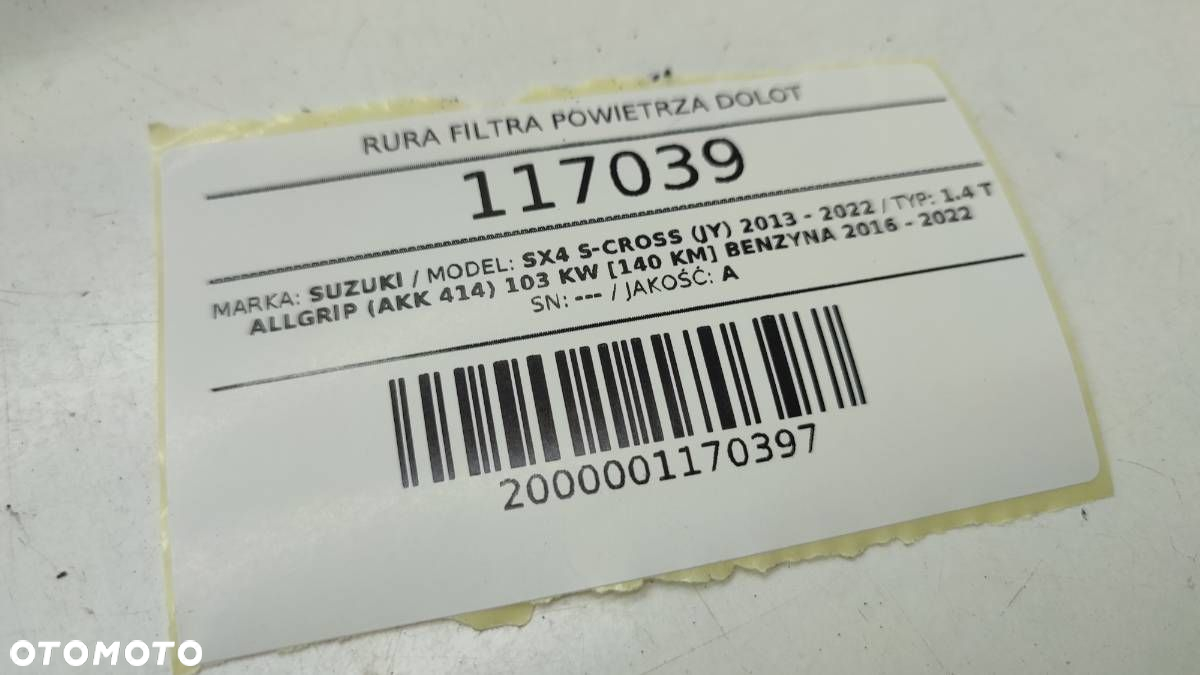 RURA FILTRA POWIETRZA DOLOT
117039
MARKA: SUZUKI / MODEL: SX4 S-CROSS (JY) 2013 - 2022 / TYP: 1.4 T
ALLGRIP (AKK 414) 103 KW [140 KM] BENZYNA 2016 - 2022
SN: --- / JAKOŚĆ: A
2000001170397
OTOMOTO